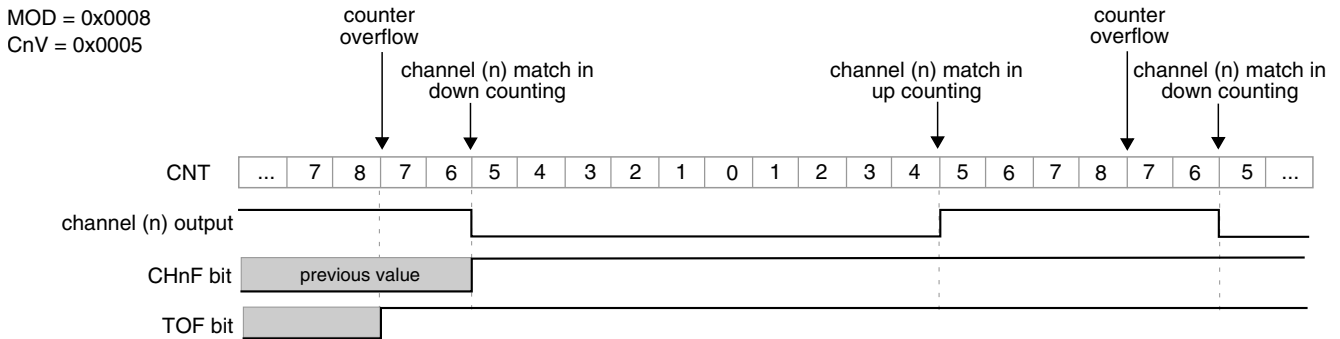 MOD = 0x0008
CnV = 0x0005
counter
overflow
channel (n) match in
down counting
channel (n) match in
up counting
counter
overflow
channel (n) match in
down counting
CNT ... 7 8 7 6 5 4 3 2 1 0 1 2 3 4 5 6 7 8 7 6 5 ...
channel (n) output
CHnF bit previous value
TOF bit